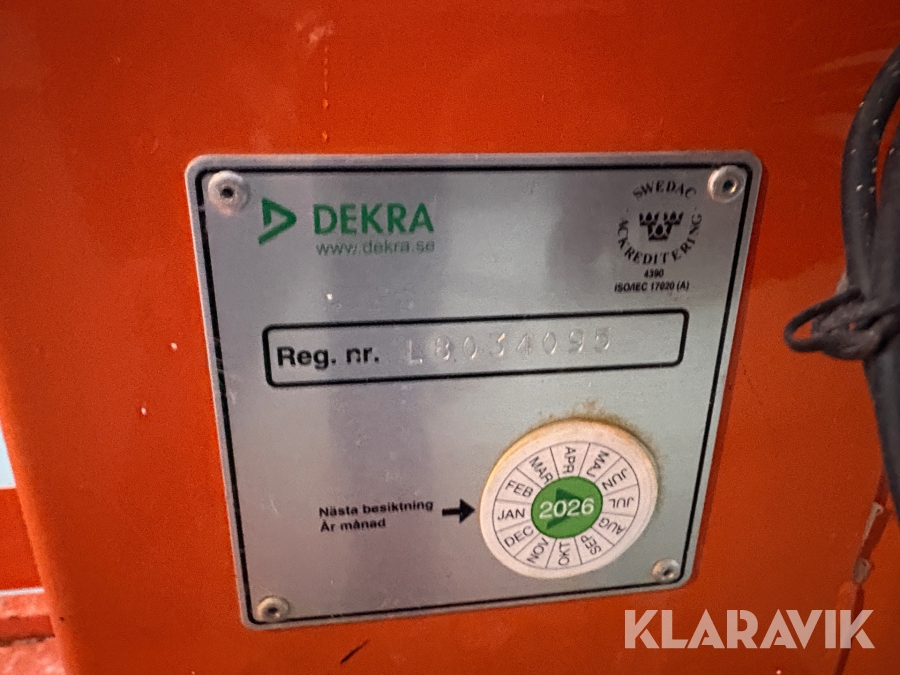 DEKRA
www.dekra.se
SWEDAC
ACKREDITERING
4390
ISO/IEC 17020 (A)
Reg. nr. LB034095
Nästa besiktning
År månad
JAN
FEB
MAR
APR
MAJ
JUN
JUL
AUG
SEP
OKT
NOV
DEC
2026
KLARAVIK